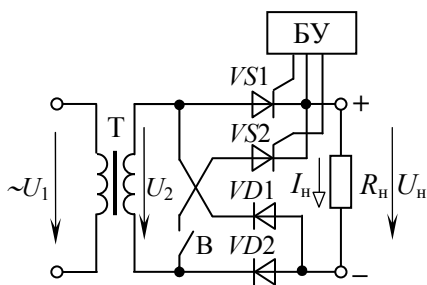 БУ
VS1
+
T
VS2
~U₁
U₂
Iн
Rн
Uн
VD1
В
VD2
−